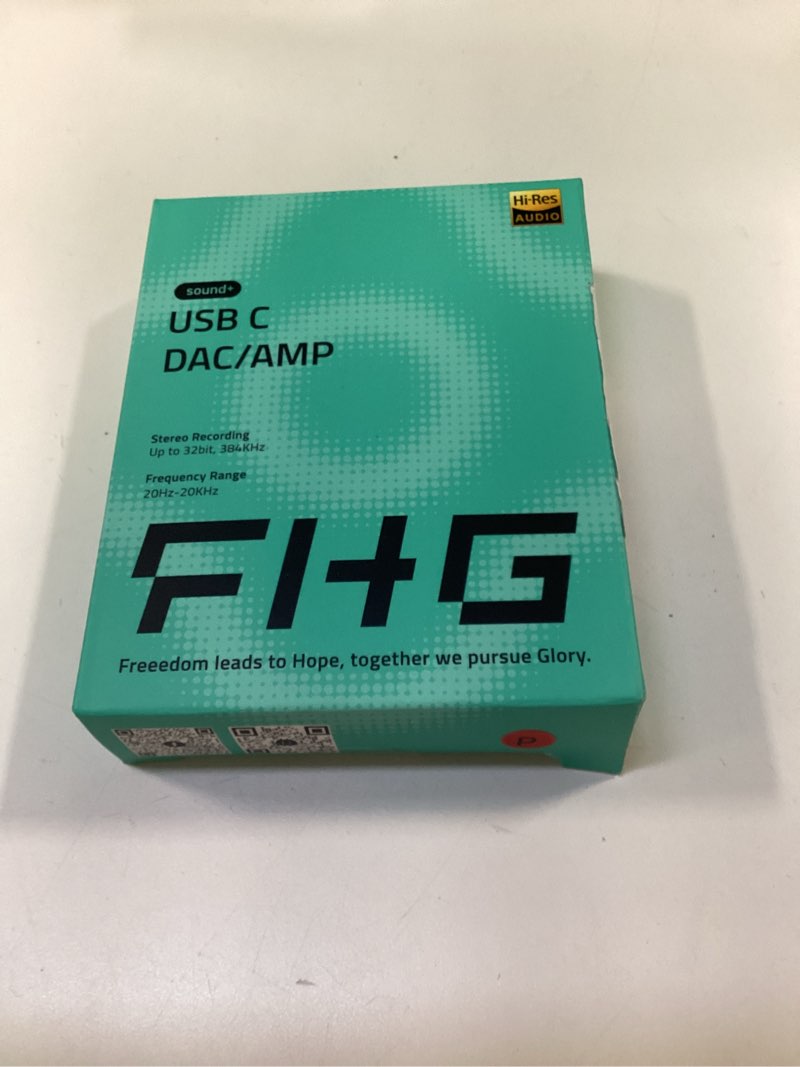 Hi-Res
AUDIO
sound+
USB C
DAC/AMP
Stereo Recording
Up to 32bit, 384KHz
Frequency Range
20Hz-20KHz
FHG
Freeedom leads to Hope, together we pursue Glory.
P